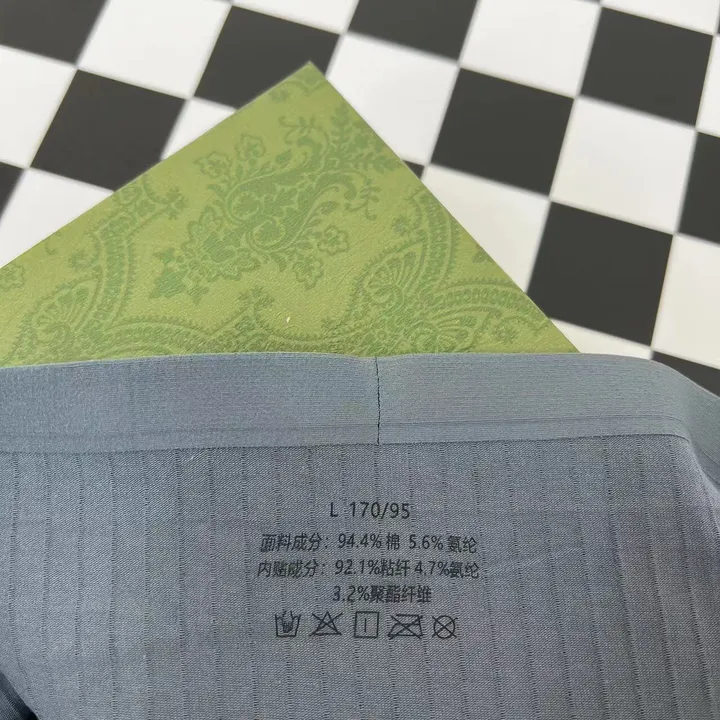 L 170/95
面料成分：94.4%棉 5.6%氨纶
内贴成分：92.1%粘纤 4.7%氨纶
3.2%聚酯纤维